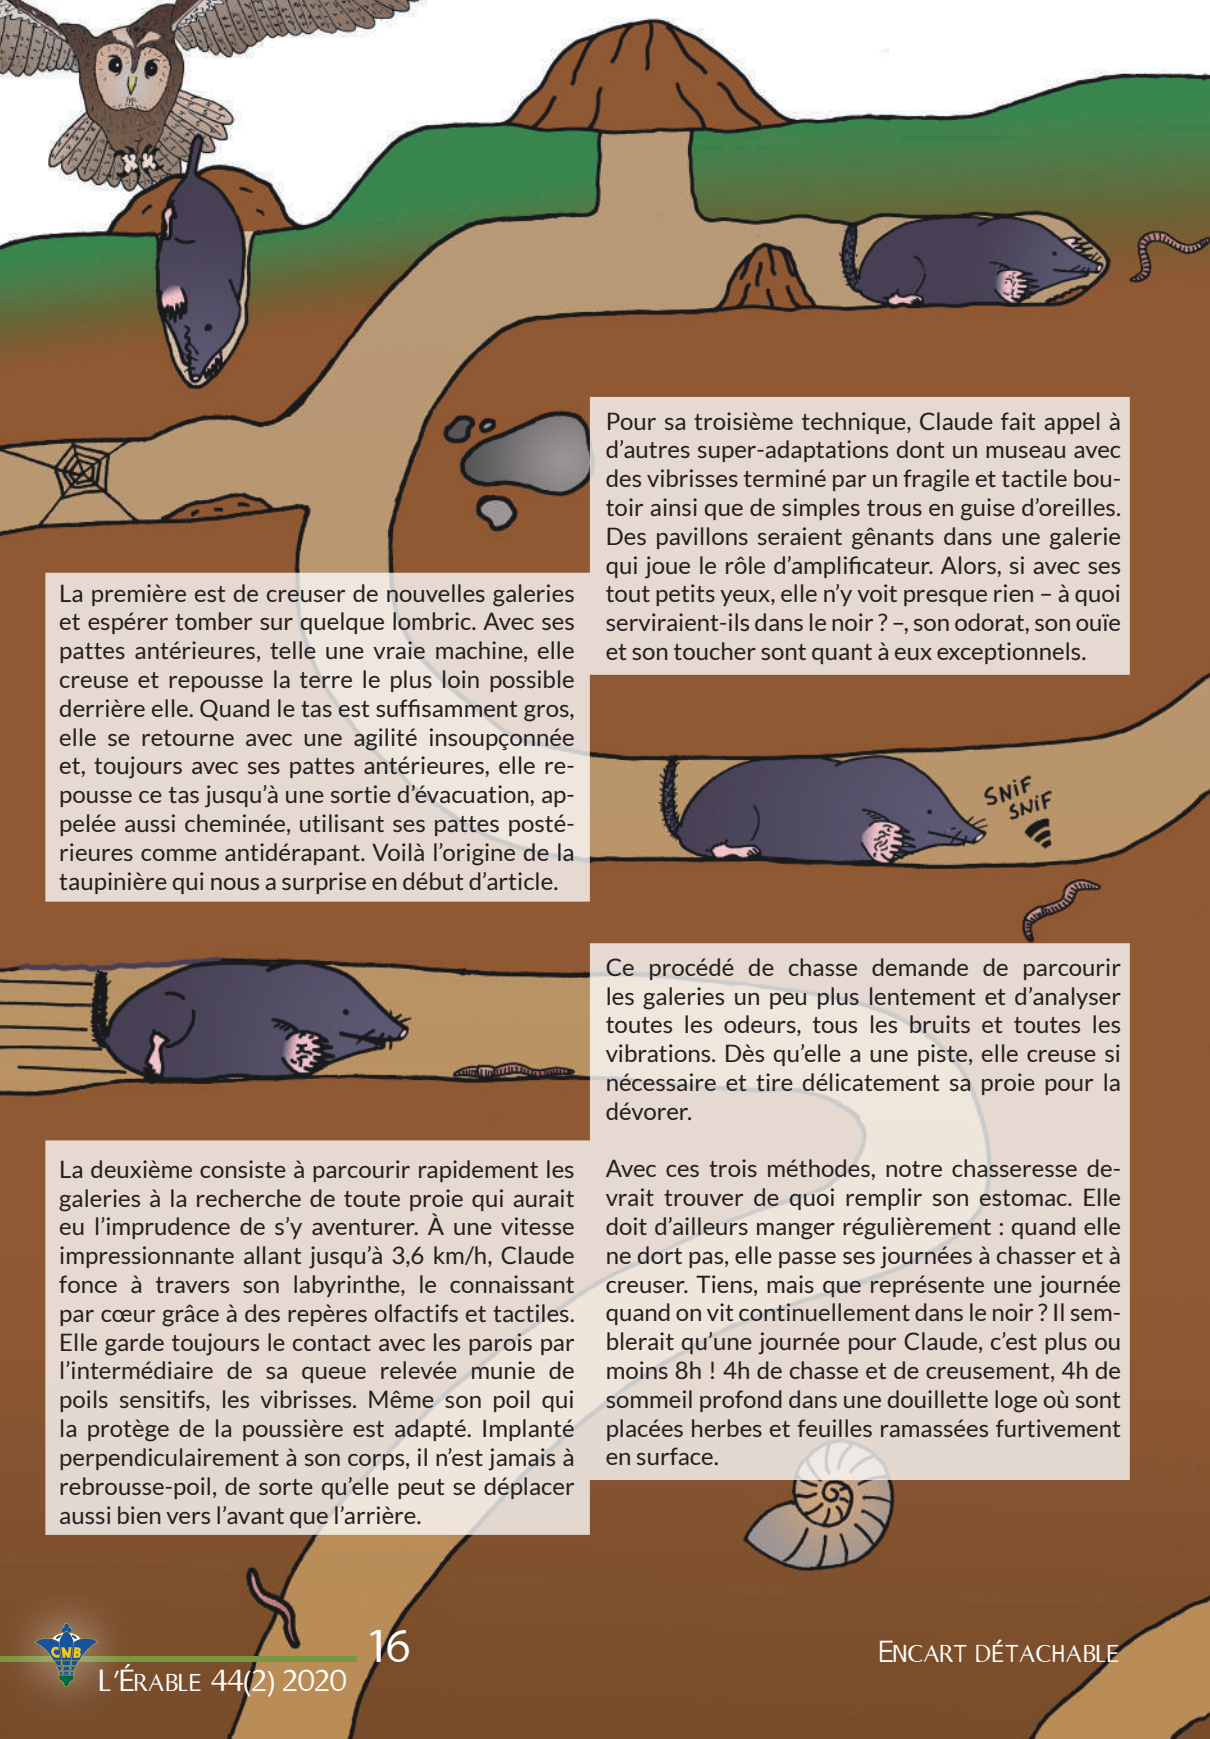 La première est de creuser de nouvelles galeries
et espérer tomber sur quelque lombric. Avec ses
pattes antérieures, telle une vraie machine, elle
creuse et repousse la terre le plus loin possible
derrière elle. Quand le tas est suffisamment gros,
elle se retourne avec une agilité insoupçonnée
et, toujours avec ses pattes antérieures, elle re-
pousse ce tas jusqu’à une sortie d’évacuation, ap-
pelée aussi cheminée, utilisant ses pattes posté-
rieures comme antidérapant. Voilà l’origine de la
taupinière qui nous a surprise en début d’article.
La deuxième consiste à parcourir rapidement les
galeries à la recherche de toute proie qui aurait
eu l’imprudence de s’y aventurer. À une vitesse
impressionnante allant jusqu’à 3,6 km/h, Claude
fonce à travers son labyrinthe, le connaissant
par cœur grâce à des repères olfactifs et tactiles.
Elle garde toujours le contact avec les parois par
l’intermédiaire de sa queue relevée munie de
poils sensitifs, les vibrisses. Même son poil qui
la protège de la poussière est adapté. Implanté
perpendiculairement à son corps, il n’est jamais à
rebrousse-poil, de sorte qu’elle peut se déplacer
aussi bien vers l’avant que l’arrière.
Pour sa troisième technique, Claude fait appel à
d’autres super-adaptations dont un museau avec
des vibrisses terminé par un fragile et tactile bou-
toir ainsi que de simples trous en guise d’oreilles.
Des pavillons seraient gênants dans une galerie
qui joue le rôle d’amplificateur. Alors, si avec ses
tout petits yeux, elle n’y voit presque rien – à quoi
serviraient-ils dans le noir ? –, son odorat, son ouïe
et son toucher sont quant à eux exceptionnels.
SNiF
SNiF
Ce procédé de chasse demande de parcourir
les galeries un peu plus lentement et d’analyser
toutes les odeurs, tous les bruits et toutes les
vibrations. Dès qu’elle a une piste, elle creuse si
nécessaire et tire délicatement sa proie pour la
dévorer.
Avec ces trois méthodes, notre chasseresse de-
vrait trouver de quoi remplir son estomac. Elle
doit d’ailleurs manger régulièrement : quand elle
ne dort pas, elle passe ses journées à chasser et à
creuser. Tiens, mais que représente une journée
quand on vit continuellement dans le noir ? Il sem-
blerait qu’une journée pour Claude, c’est plus ou
moins 8h ! 4h de chasse et de creusement, 4h de
sommeil profond dans une douillette loge où sont
placées herbes et feuilles ramassées furtivement
en surface.
CNB
L’Érable 44(2) 2020
16
Encart détachable